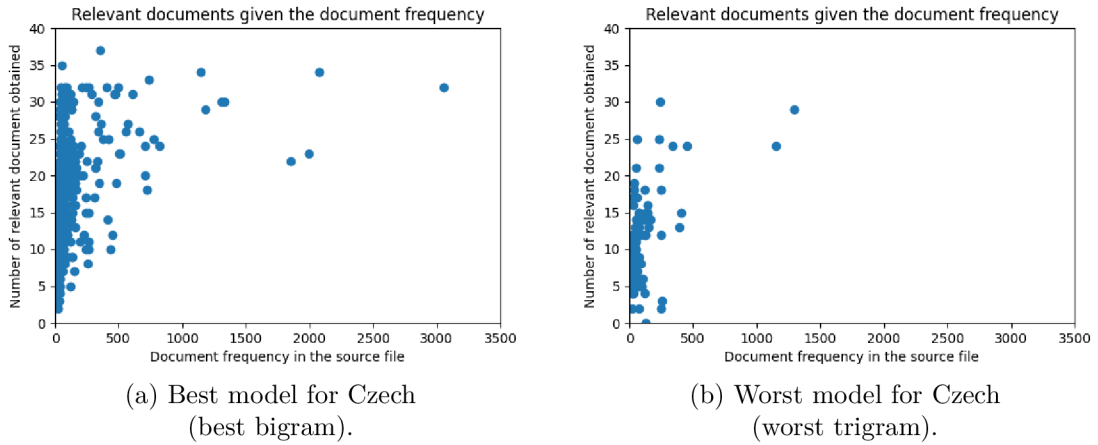 Relevant documents given the document frequency
Number of relevant document obtained
40
35
30
25
20
15
10
5
0
0 500 1000 1500 2000 2500 3000 3500
Document frequency in the source file
(a) Best model for Czech
(best bigram).
Relevant documents given the document frequency
Number of relevant document obtained
40
35
30
25
20
15
10
5
0
0 500 1000 1500 2000 2500 3000 3500
Document frequency in the source file
(b) Worst model for Czech
(worst trigram).